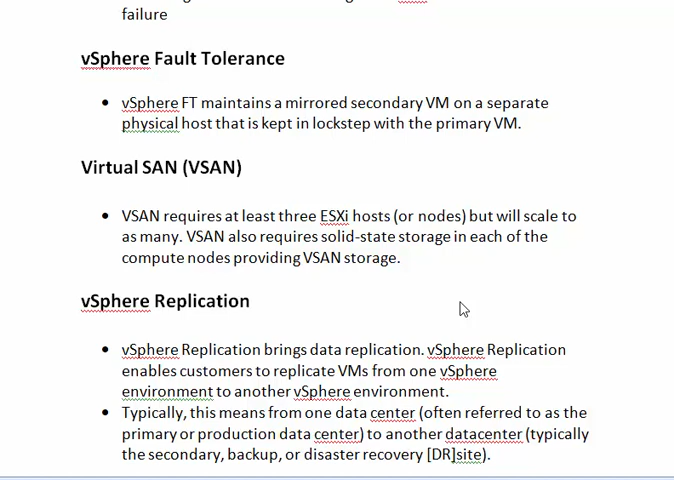 failure
vSphere Fault Tolerance
• vSphere FT maintains a mirrored secondary VM on a separate
physical host that is kept in lockstep with the primary VM.
Virtual SAN (VSAN)
• VSAN requires at least three ESXi hosts (or nodes) but will scale to
as many. VSAN also requires solid-state storage in each of the
compute nodes providing VSAN storage.
vSphere Replication
• vSphere Replication brings data replication. vSphere Replication
enables customers to replicate VMs from one vSphere
environment to another vSphere environment.
• Typically, this means from one data center (often referred to as the
primary or production data center) to another datacenter (typically
the secondary, backup, or disaster recovery [DR]site).